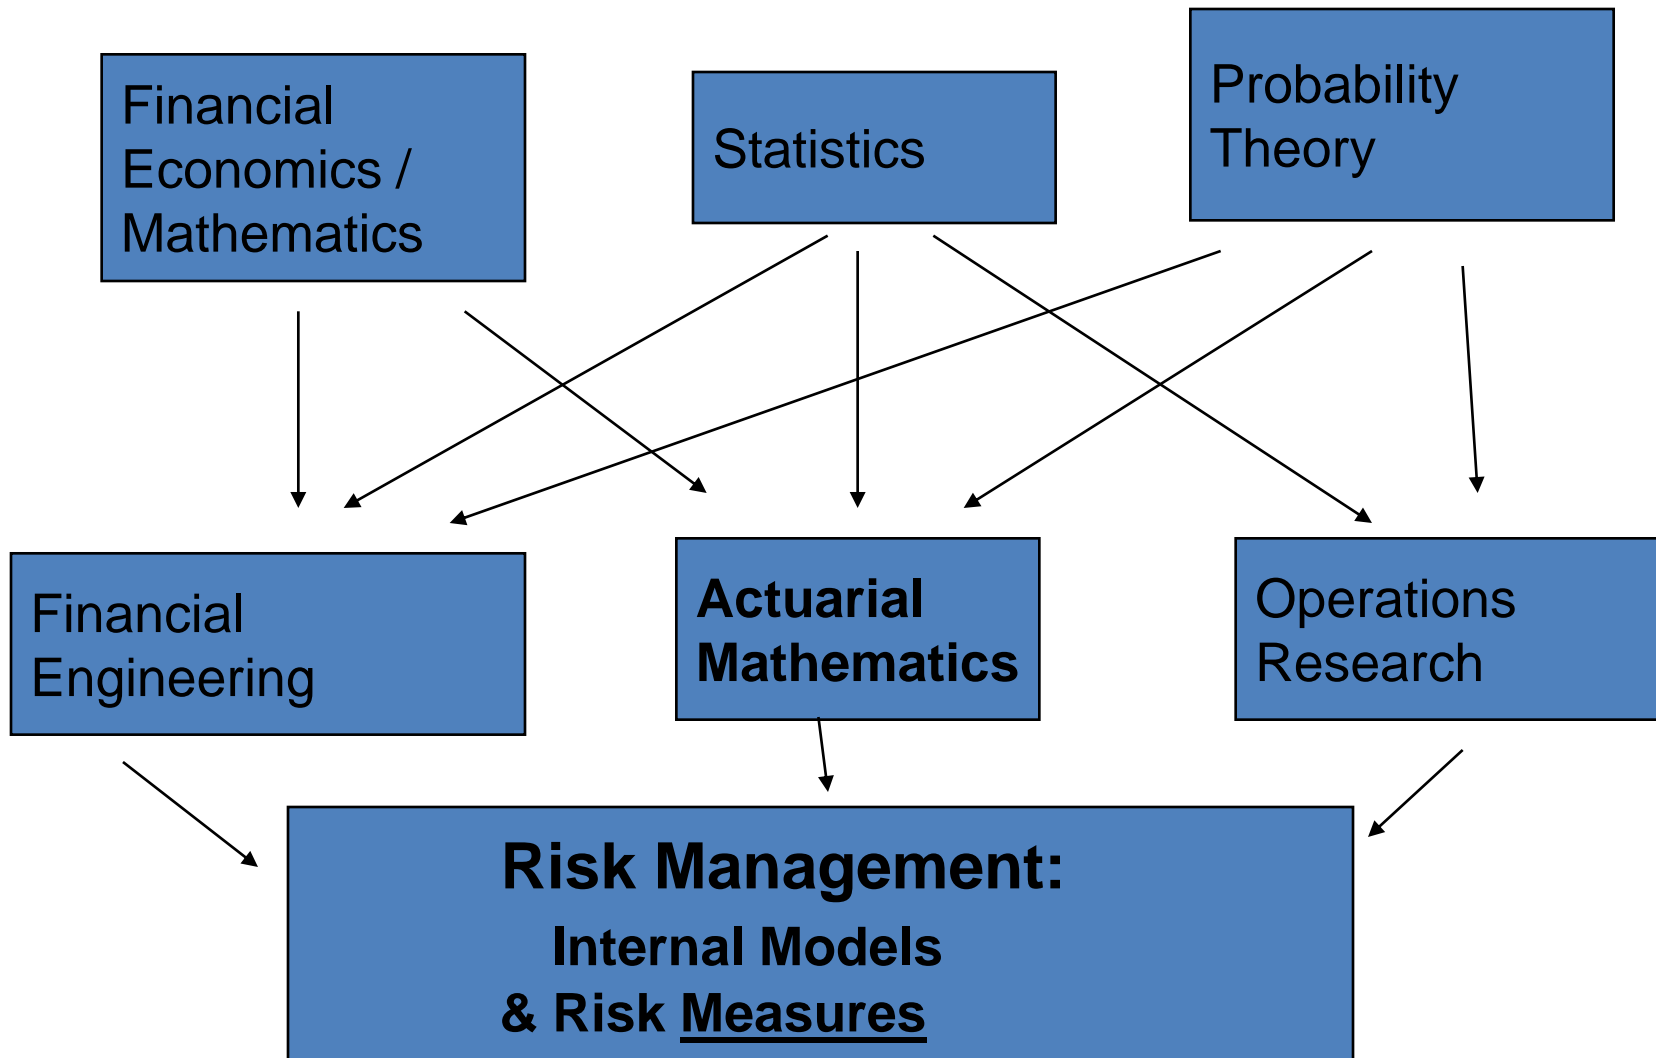 Financial
Economics /
Mathematics
Statistics
Probability
Theory
Financial
Engineering
Actuarial
Mathematics
Operations
Research
Risk Management:
Internal Models
& Risk Measures